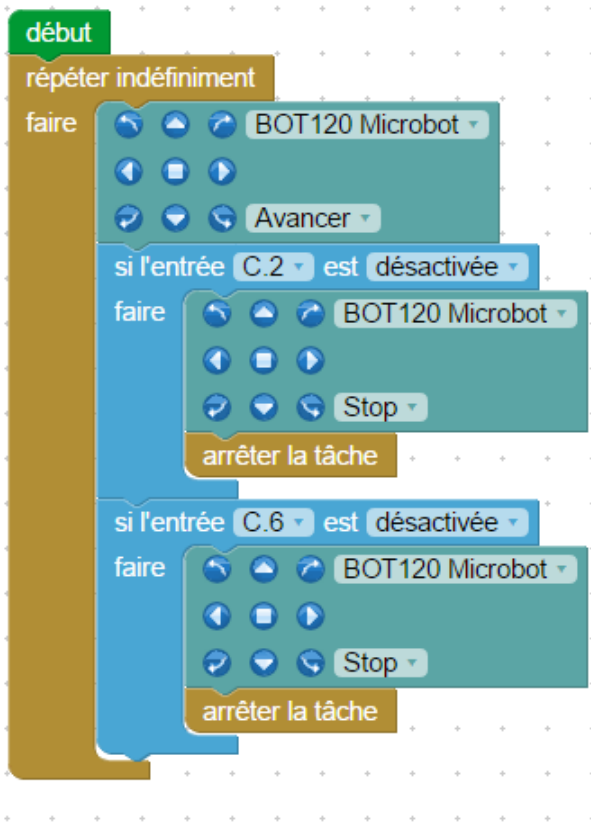 début
répéter indéfiniment
faire BOT120 Microbot
Avancer
si l'entrée C.2 est désactivée
faire BOT120 Microbot
Stop
arrêter la tâche
si l'entrée C.6 est désactivée
faire BOT120 Microbot
Stop
arrêter la tâche